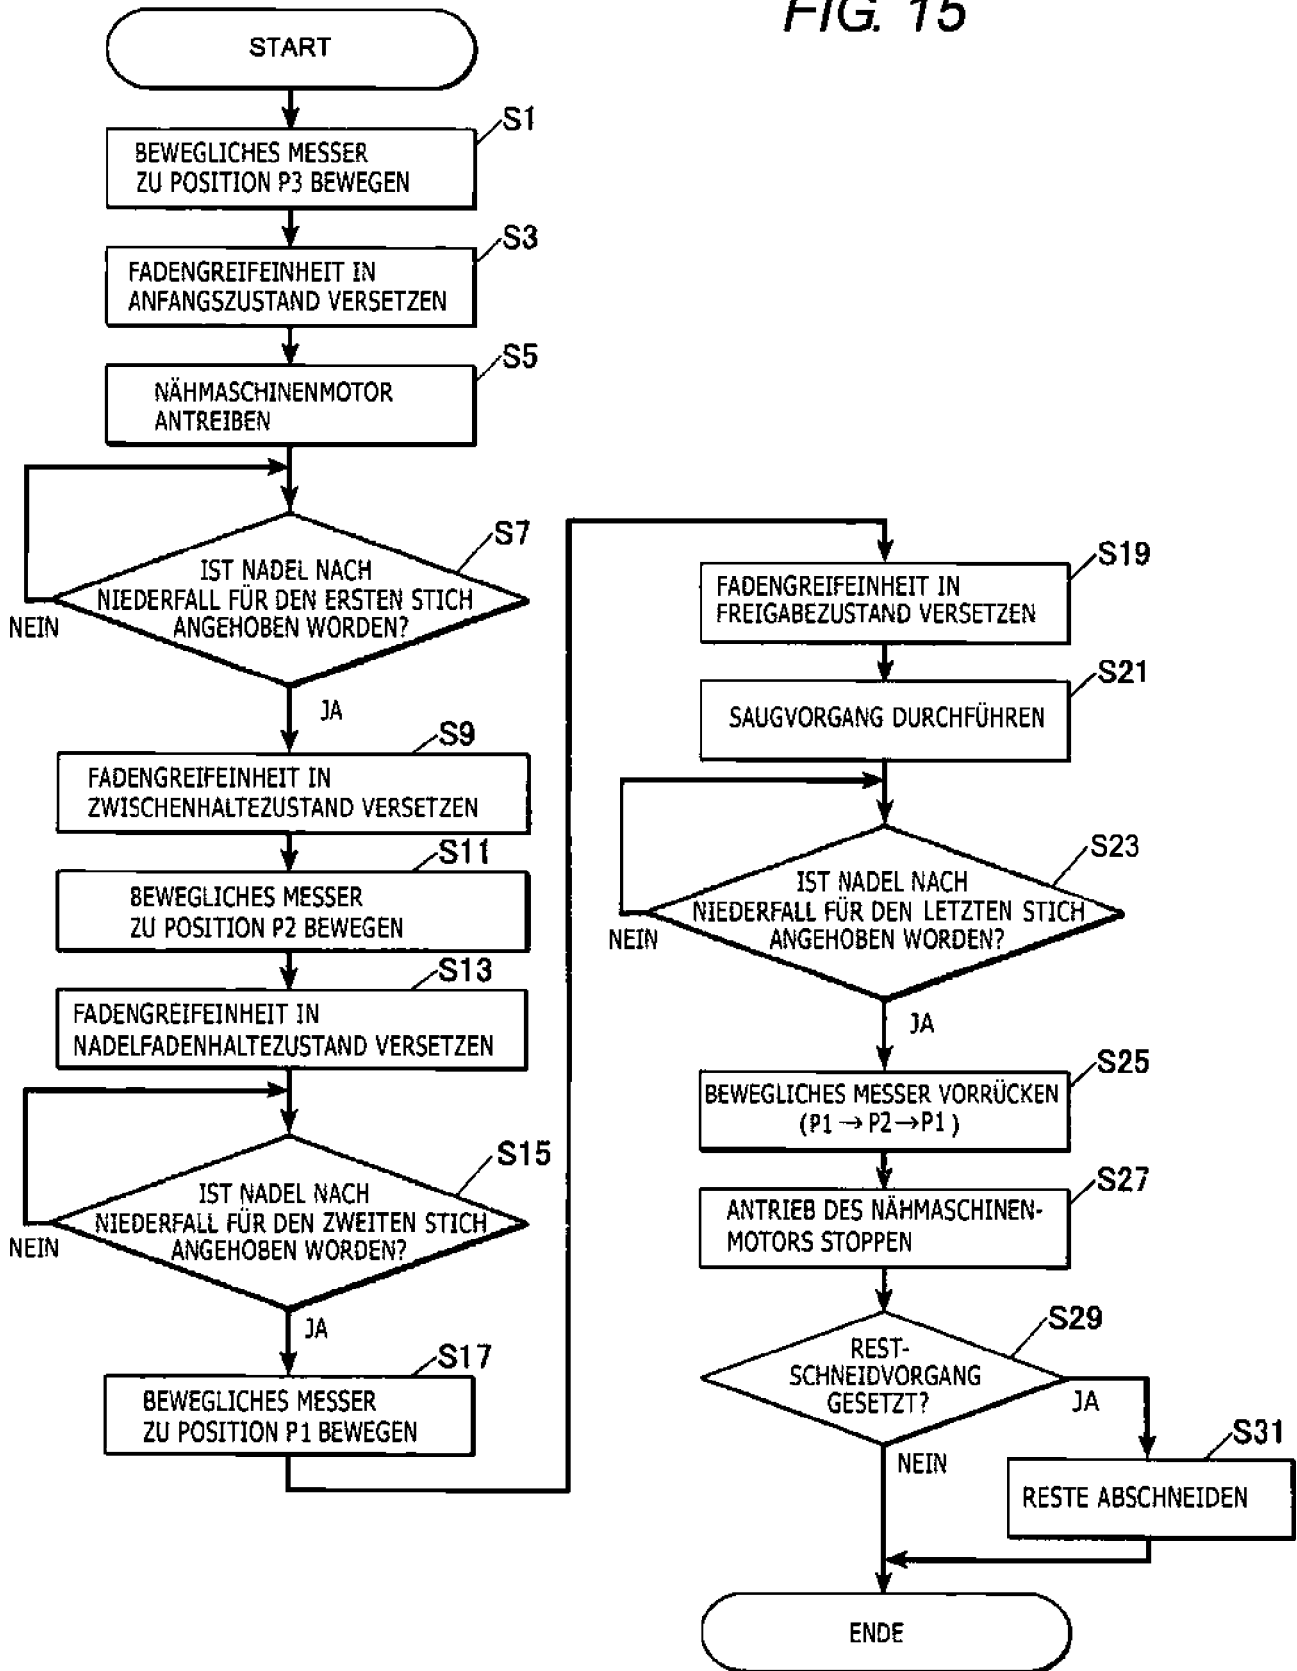 FIG. 15
START
S1
BEWEGLICHES MESSER
ZU POSITION P3 BEWEGEN
S3
FADENGREIFEINHEIT IN
ANFANGSZUSTAND VERSETZEN
S5
NÄHMASCHINENMOTOR
ANTREIBEN
S7
IST NADEL NACH
NIEDERFALL FÜR DEN ERSTEN STICH
ANGEHOBEN WORDEN?
NEIN
JA
S9
FADENGREIFEINHEIT IN
ZWISCHENHALTEZUSTAND VERSETZEN
S11
BEWEGLICHES MESSER
ZU POSITION P2 BEWEGEN
S13
FADENGREIFEINHEIT IN
NADELFADENHALTEZUSTAND VERSETZEN
S15
IST NADEL NACH
NIEDERFALL FÜR DEN ZWEITEN STICH
ANGEHOBEN WORDEN?
NEIN
JA
S17
BEWEGLICHES MESSER
ZU POSITION P1 BEWEGEN
S19
FADENGREIFEINHEIT IN
FREIGABEZUSTAND VERSETZEN
S21
SAUGVORGANG DURCHFÜHREN
S23
IST NADEL NACH
NIEDERFALL FÜR DEN LETZTEN STICH
ANGEHOBEN WORDEN?
NEIN
JA
S25
BEWEGLICHES MESSER VORRÜCKEN
(P1→P2→P1)
S27
ANTRIEB DES NÄHMASCHINEN-
MOTORS STOPPEN
S29
REST-
SCHNEIDVORGANG
GESETZT?
JA
NEIN
S31
RESTE ABSCHNEIDEN
ENDE